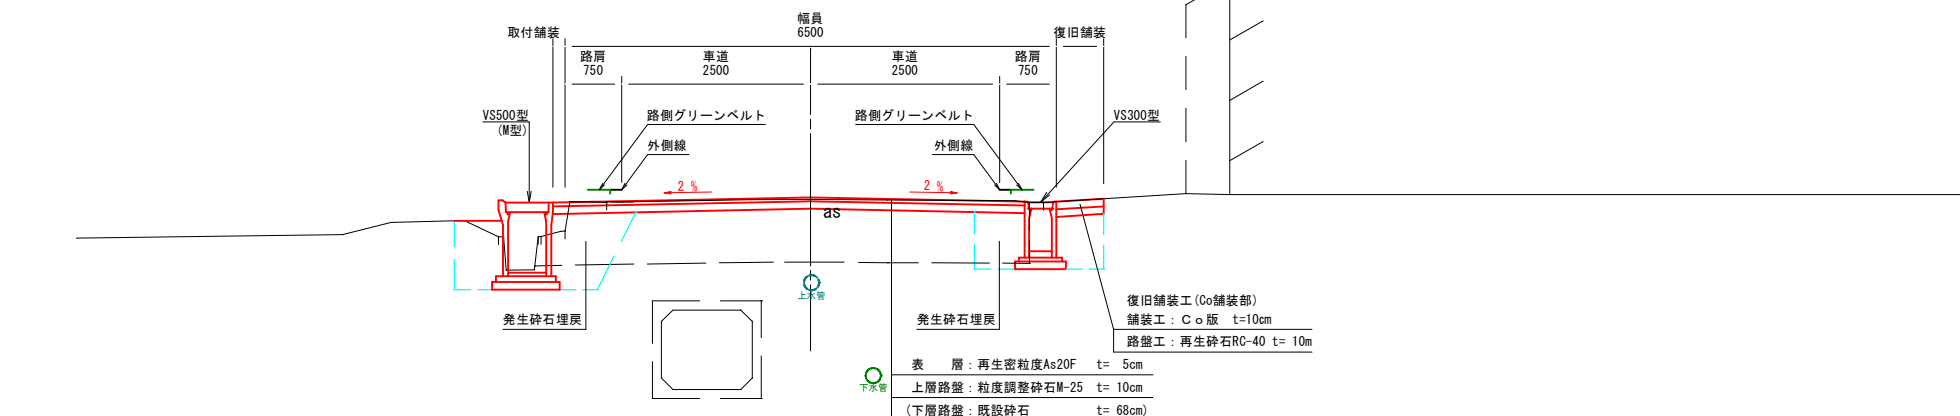 幅員
取付舗装
6500
復旧舗装
路肩
車道
車道
路肩
750
2500
2500
750
VS500型
(M型)
路側グリーンベルト
路側グリーンベルト
VS300型
外側線
外側線
2 %
2 %
as
上水管
発生砕石埋戻
発生砕石埋戻
復旧舗装工(Co舗装部)
舗装工：Ｃｏ版 t=10cm
路盤工：再生砕石RC-40 t= 10m
表 層：再生密粒度As20F t= 5cm
下水管
上層路盤：粒度調整砕石M-25 t= 10cm
(下層路盤：既設砕石 t= 68cm)